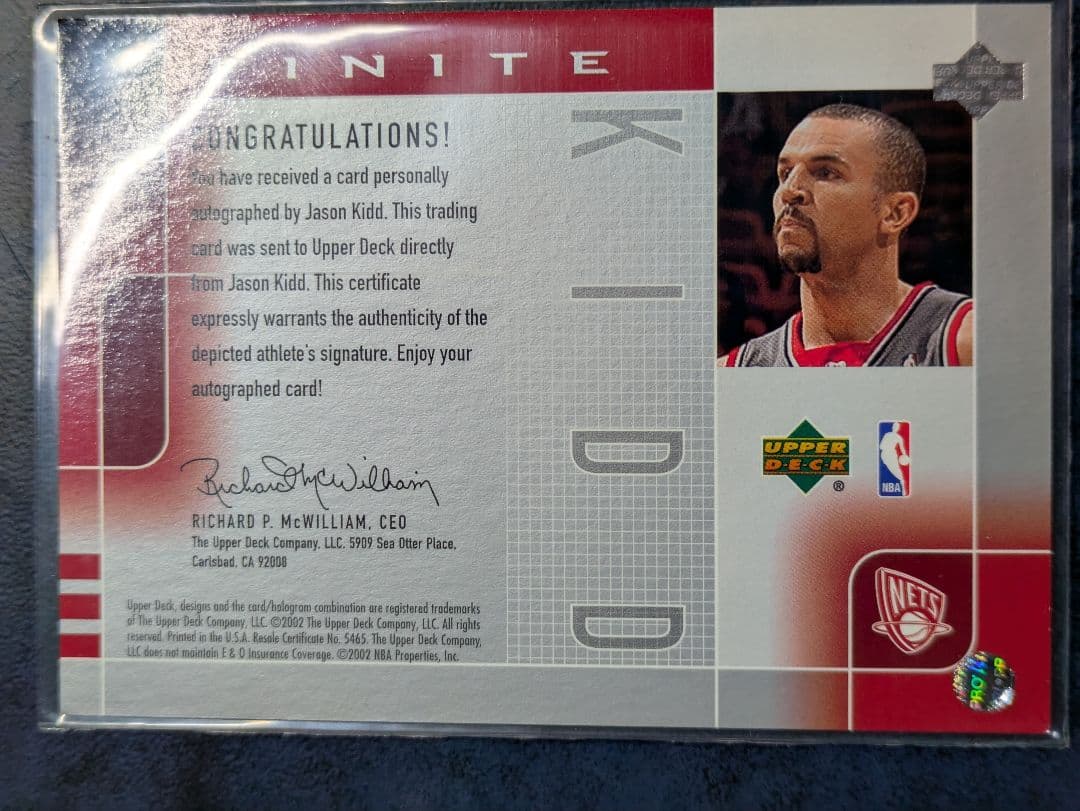 INITE
CONGRATULATIONS!
You have received a card personally
autographed by Jason Kidd. This trading
card was sent to Upper Deck directly
from Jason Kidd. This certificate
expressly warrants the authenticity of the
depicted athlete's signature. Enjoy your
autographed card!
Richard McWilliam
RICHARD P. McWILLIAM, CEO
The Upper Deck Company, LLC. 5909 Sea Otter Place,
Carlsbad, CA 92008
Upper Deck, designs and the card/hologram combination are registered trademarks
of The Upper Deck Company, LLC. ©2002 The Upper Deck Company, LLC. All rights
reserved. Printed in the U.S.A. Resale Certificate No. 5465. The Upper Deck Company,
LLC does not maintain E & O Insurance Coverage. ©2002 NBA Properties, Inc.
KIDD
UPPER
DECK
®
NBA
NETS